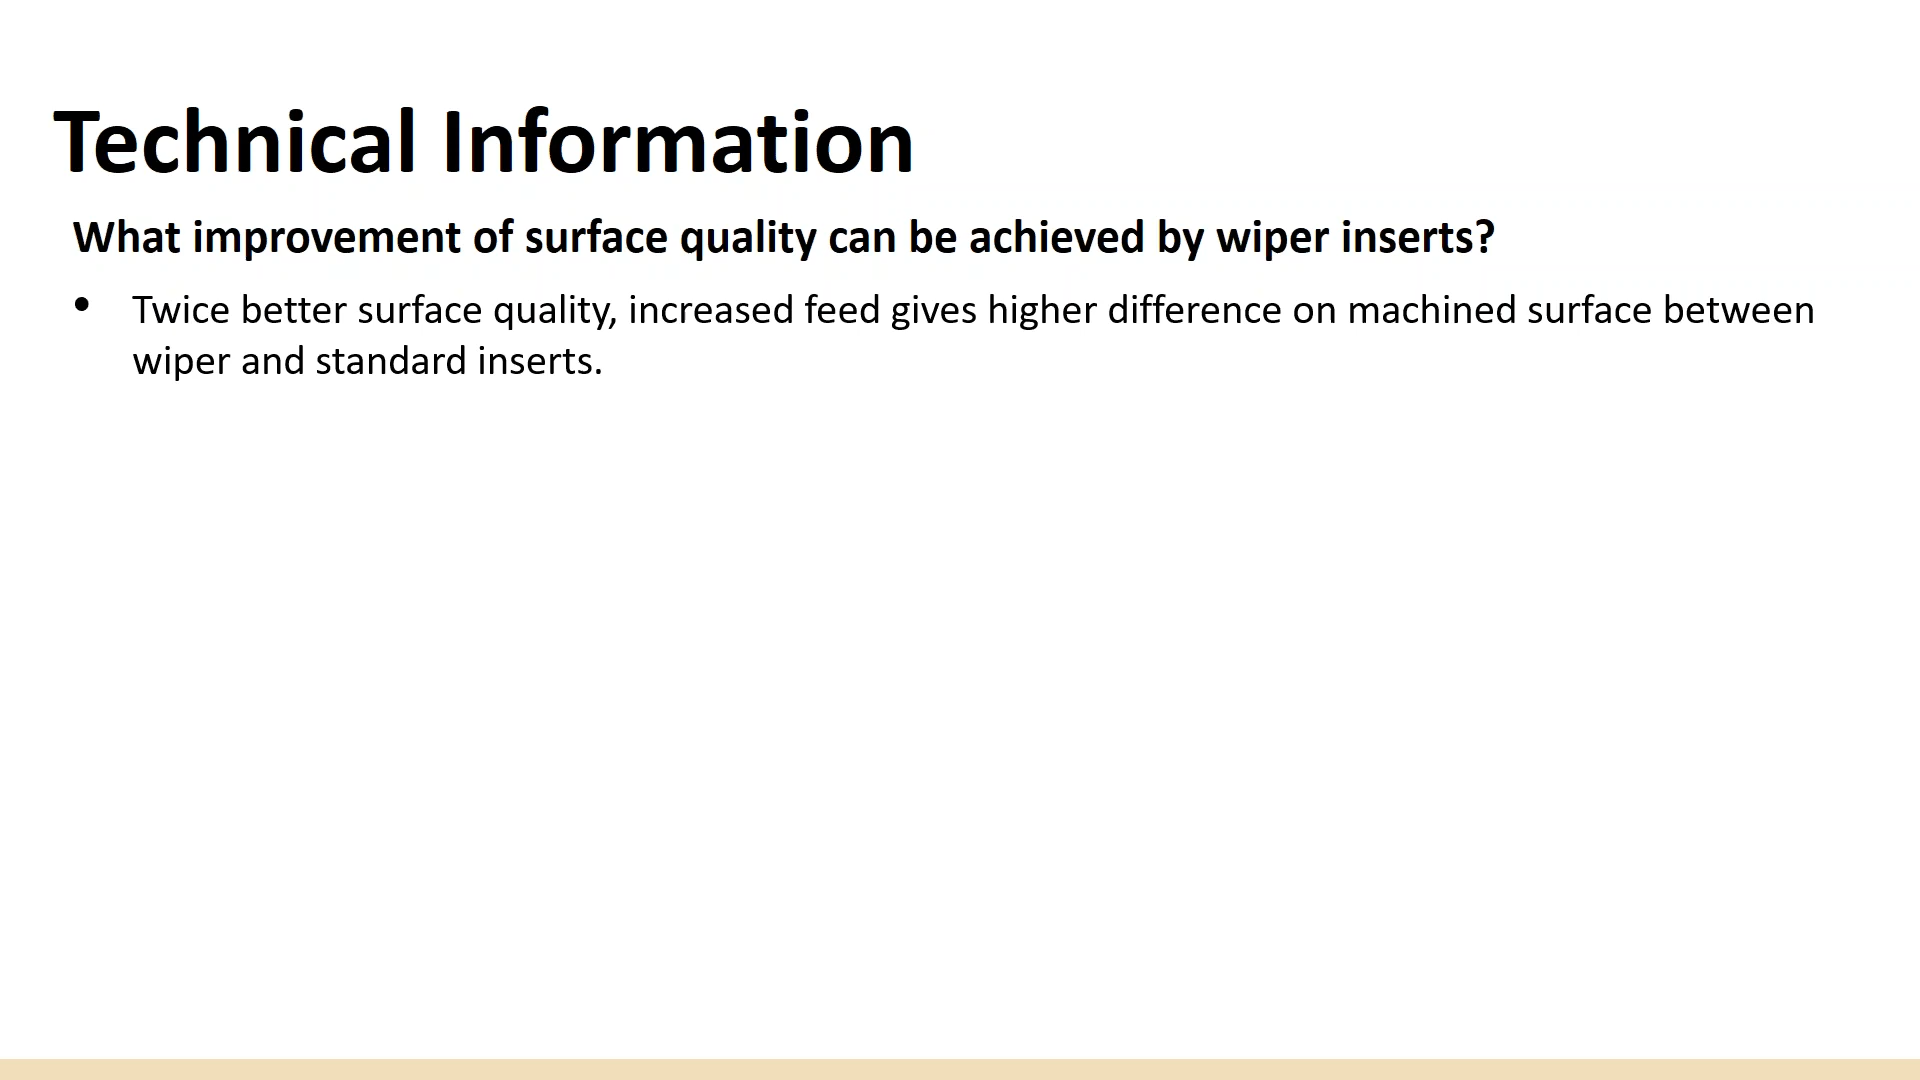 Technical Information
What improvement of surface quality can be achieved by wiper inserts?
• Twice better surface quality, increased feed gives higher difference on machined surface between
wiper and standard inserts.